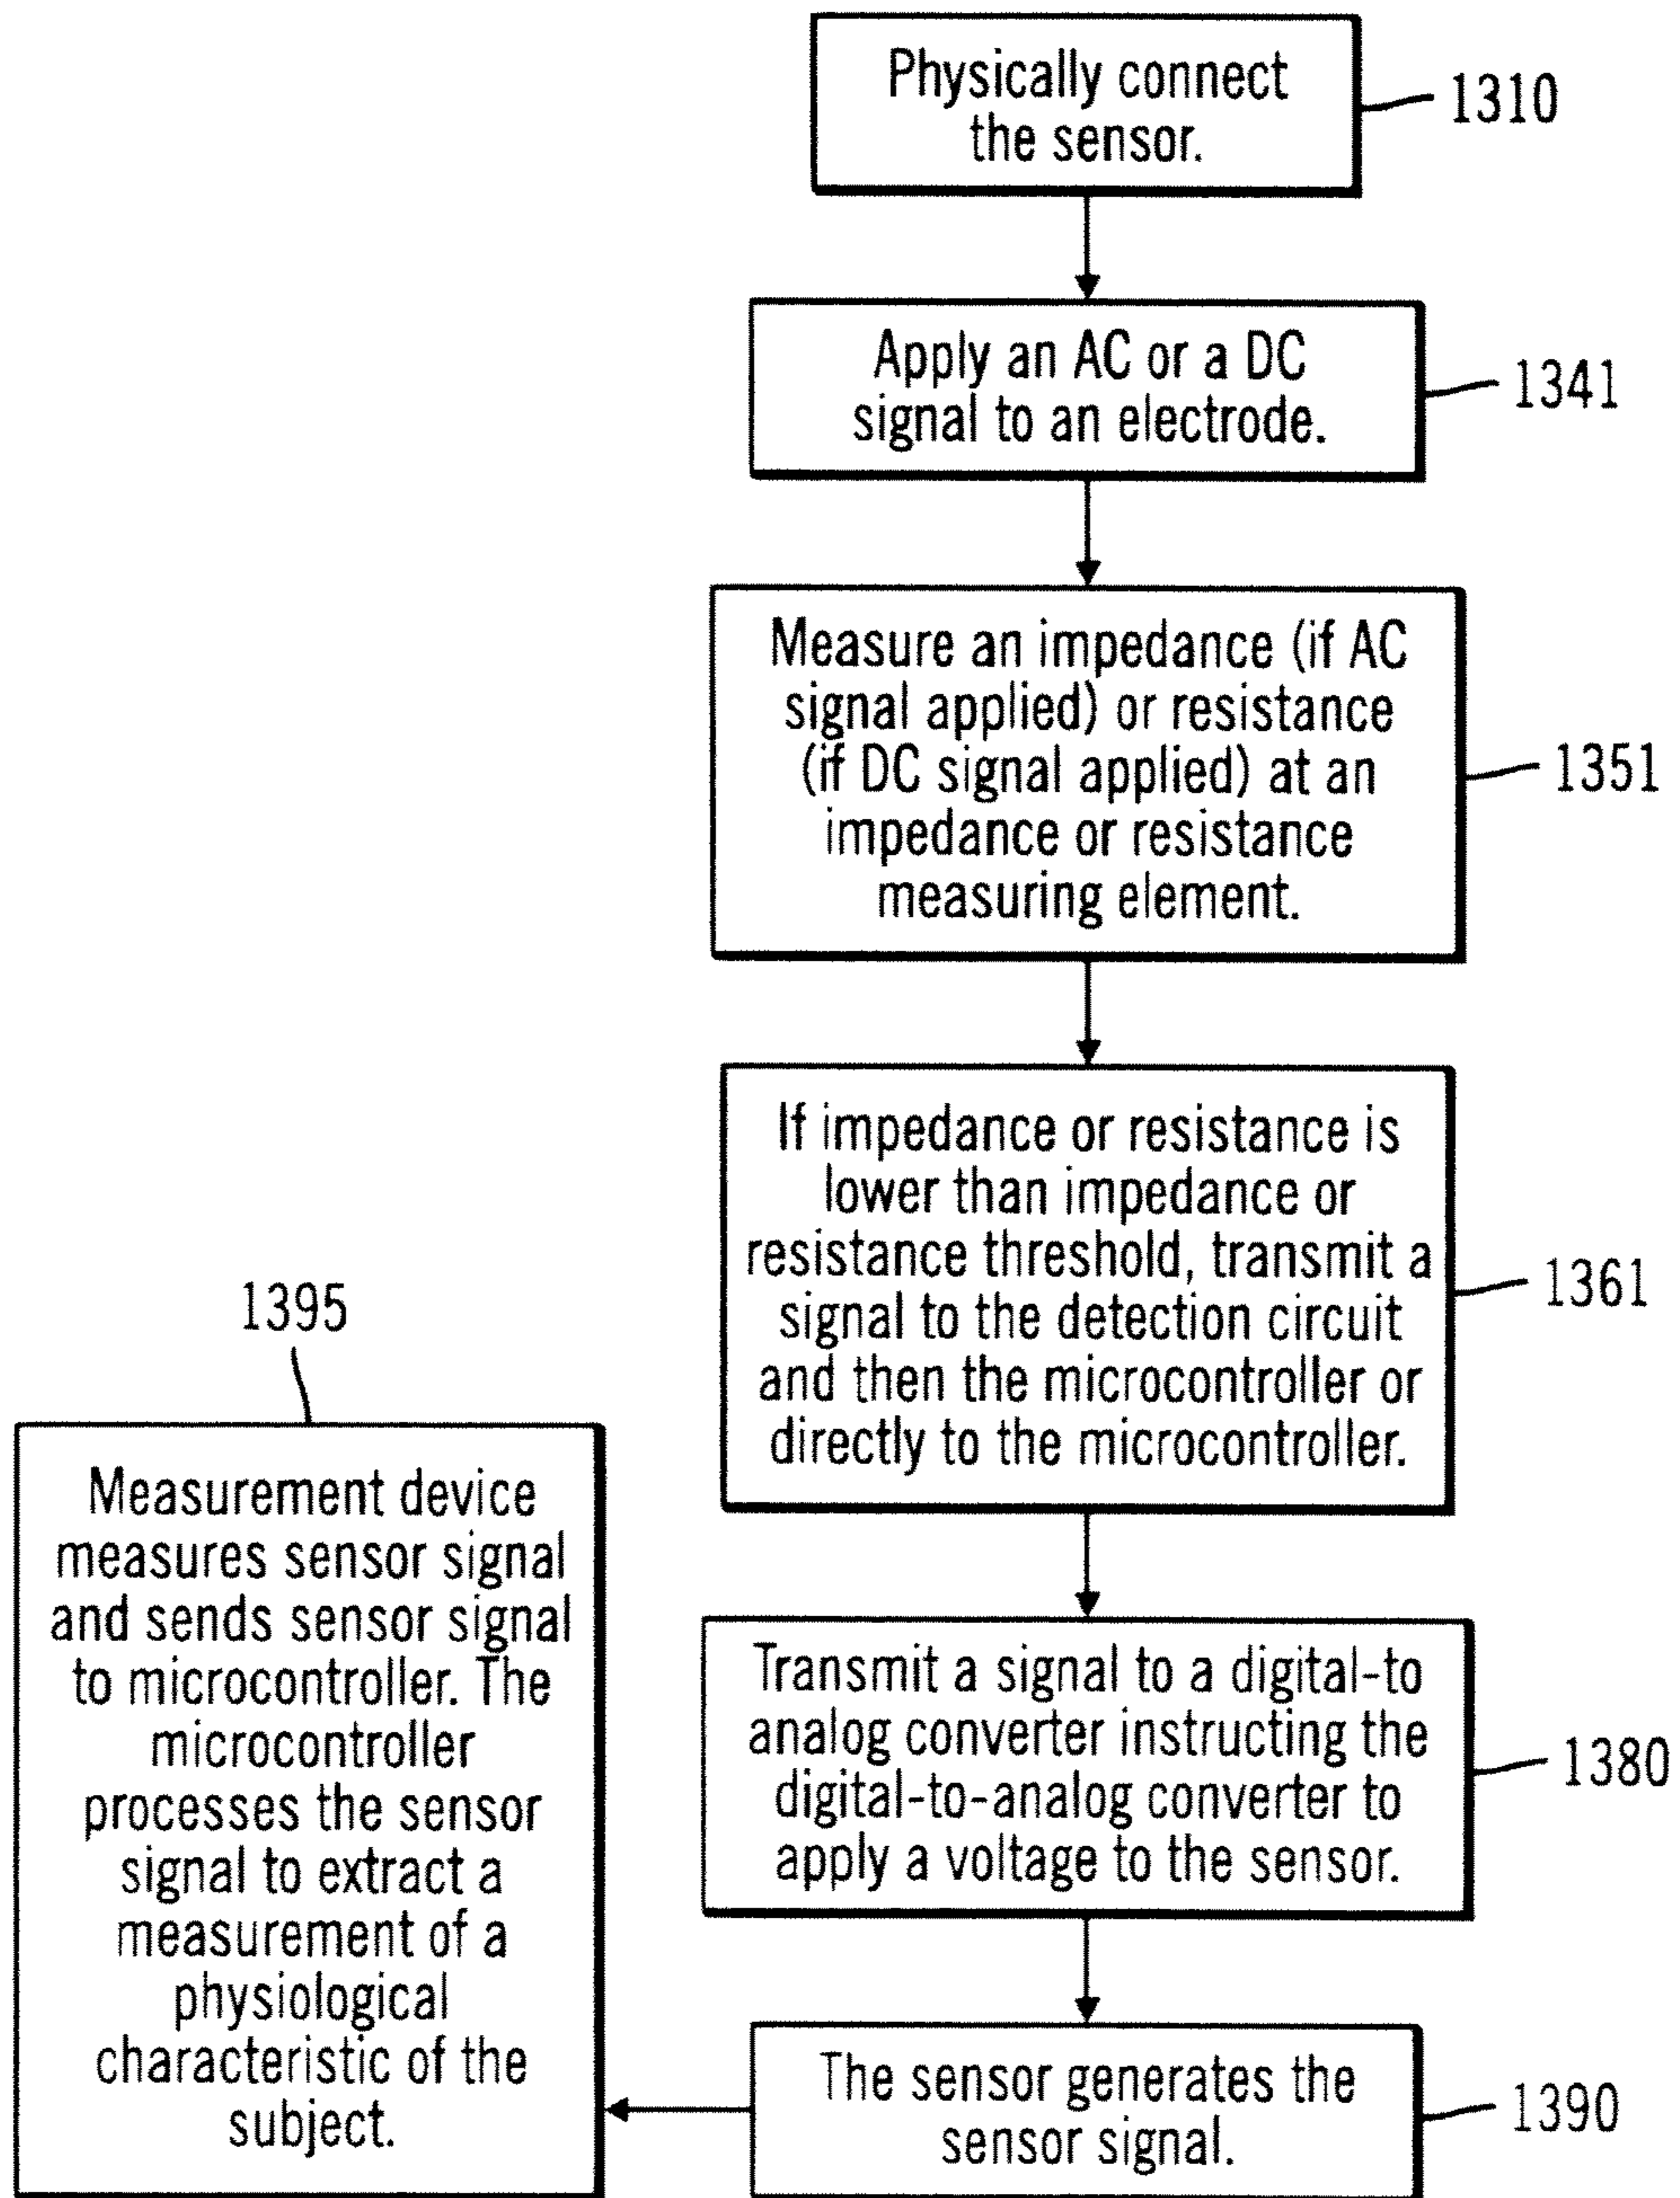 Physically connect
the sensor.
1310
Apply an AC or a DC
signal to an electrode.
1341
Measure an impedance (if AC
signal applied) or resistance
(if DC signal applied) at an
impedance or resistance
measuring element.
1351
If impedance or resistance is
lower than impedance or
resistance threshold, transmit a
signal to the detection circuit
and then the microcontroller or
directly to the microcontroller.
1361
Transmit a signal to a digital-to
analog converter instructing the
digital-to-analog converter to
apply a voltage to the sensor.
1380
The sensor generates the
sensor signal.
1390
1395
Measurement device
measures sensor signal
and sends sensor signal
to microcontroller. The
microcontroller
processes the sensor
signal to extract a
measurement of a
physiological
characteristic of the
subject.